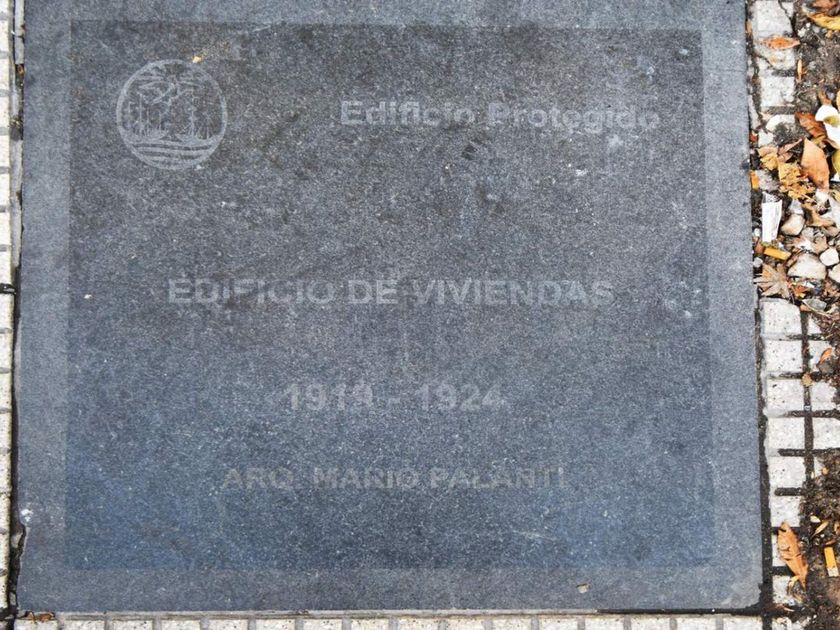 Edificio Protegido
EDIFICIO DE VIVIENDAS
1919 - 1924
ARQ. MARIO PALANTI